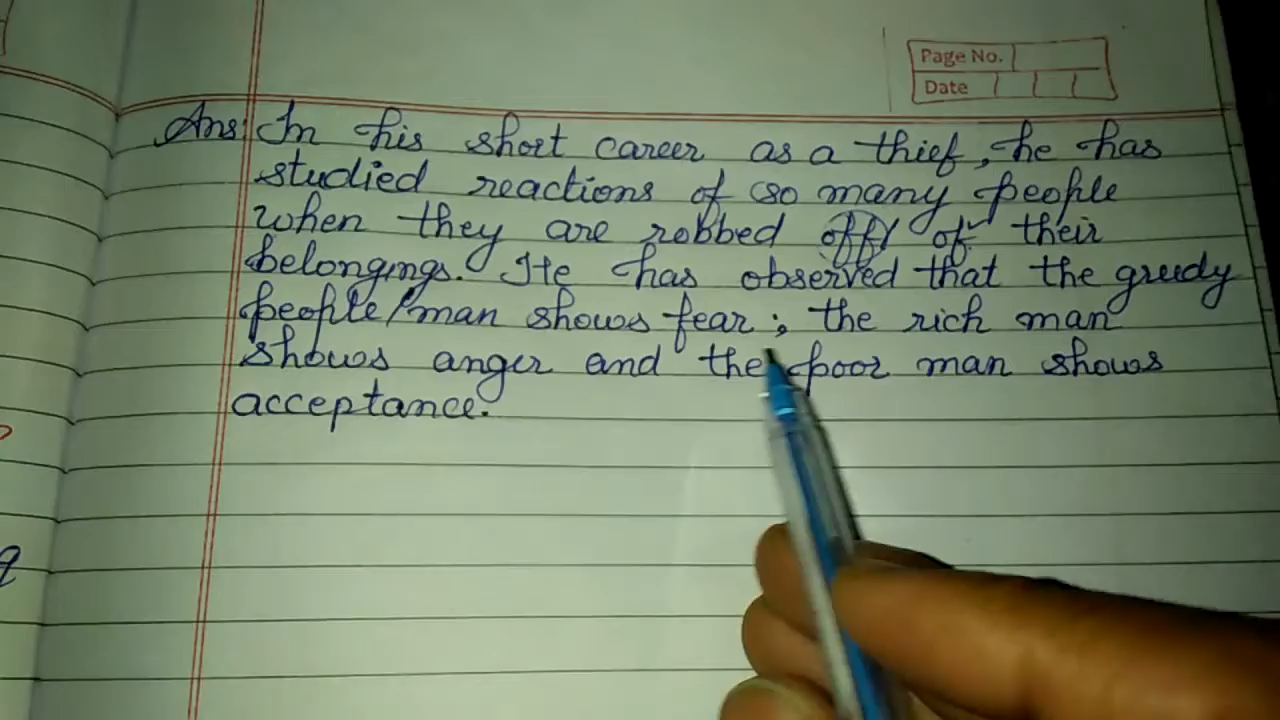 Page No.
Date
Ans: In his short career as a thief, he has
studied reactions of so many people
when they are robbed off/ of their
belongings. He has observed that the greedy
people/man shows fear; the rich man
shows anger and the poor man shows
acceptance.